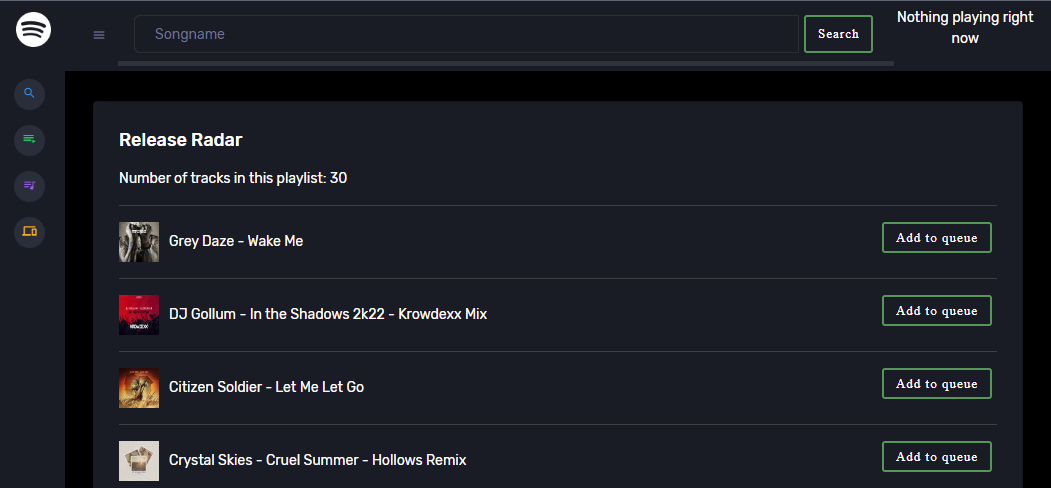 Songname
Search
Nothing playing right
now
Release Radar
Number of tracks in this playlist: 30
Grey Daze - Wake Me
Add to queue
DJ Gollum - In the Shadows 2k22 - Krowdexx Mix
Add to queue
Citizen Soldier - Let Me Let Go
Add to queue
Crystal Skies - Cruel Summer - Hollows Remix
Add to queue